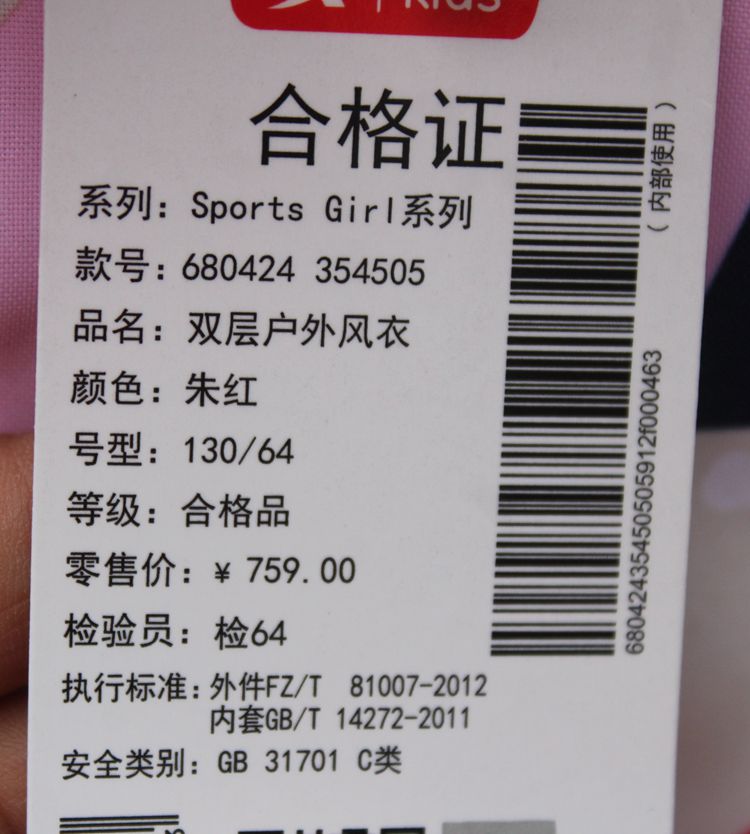 Kids
合格证
系列：Sports Girl系列
款号：680424 354505
品名：双层户外风衣
颜色：朱红
号型：130/64
等级：合格品
零售价：¥ 759.00
检验员：检64
执行标准：外件FZ/T 81007-2012
内套GB/T 14272-2011
安全类别：GB 31701 C类
（内部使用）
68042435450505912f000463